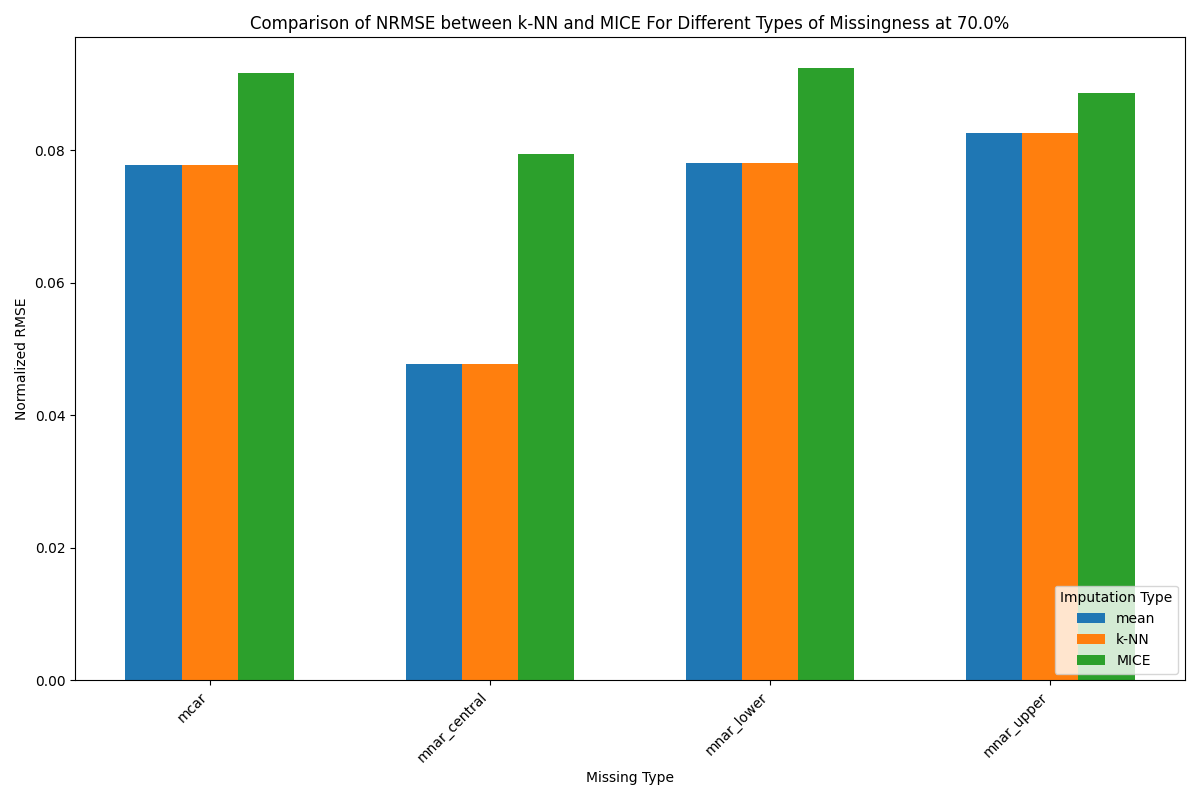 Comparison of NRMSE between k-NN and MICE For Different Types of Missingness at 70.0%
Normalized RMSE
0.08
0.06
0.04
0.02
0.00
Imputation Type
mean
k-NN
MICE
mcar
mnar_central
mnar_lower
mnar_upper
Missing Type